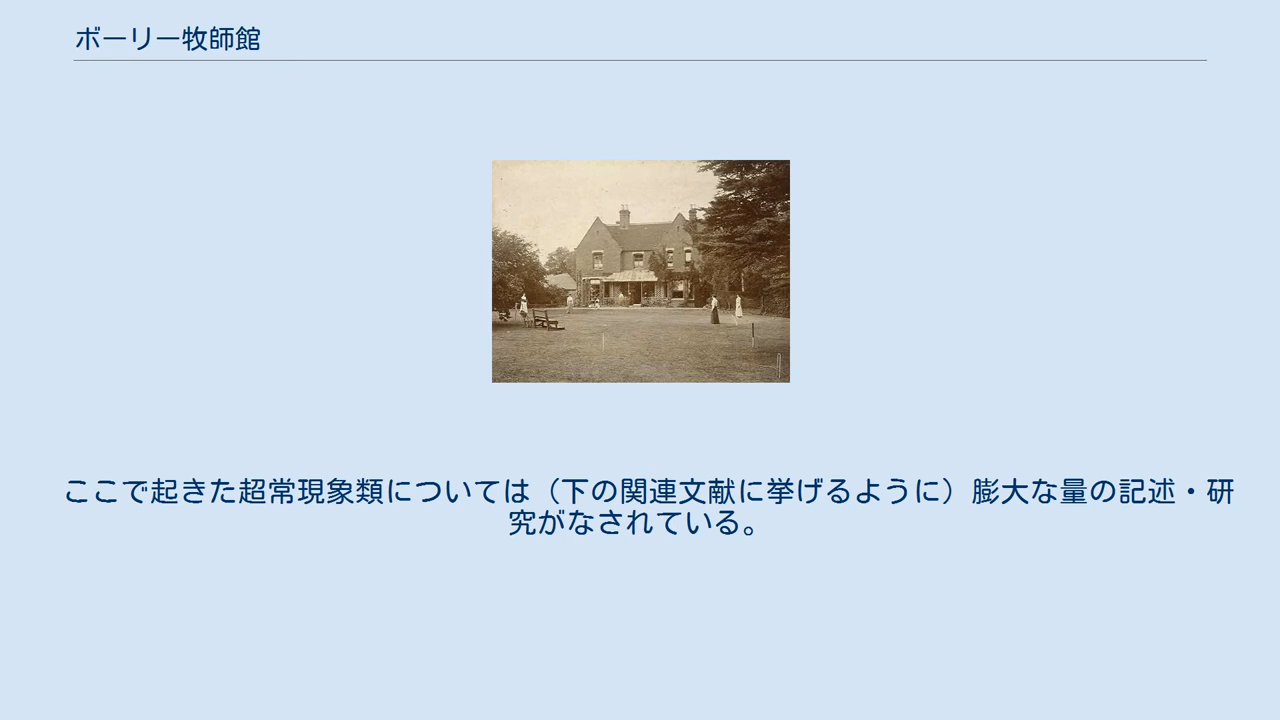 ボーリー牧師館
ここで起きた超常現象類については（下の関連文献に挙げるように）膨大な量の記述・研
究がなされている。